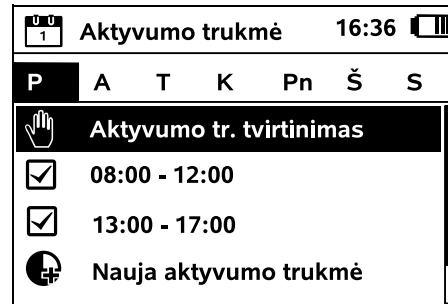 1 Aktyvumo trukmė 16:36
P A T K Pn Š S
Aktyvumo tr. tvirtinimas
08:00 - 12:00
13:00 - 17:00
Nauja aktyvumo trukmė